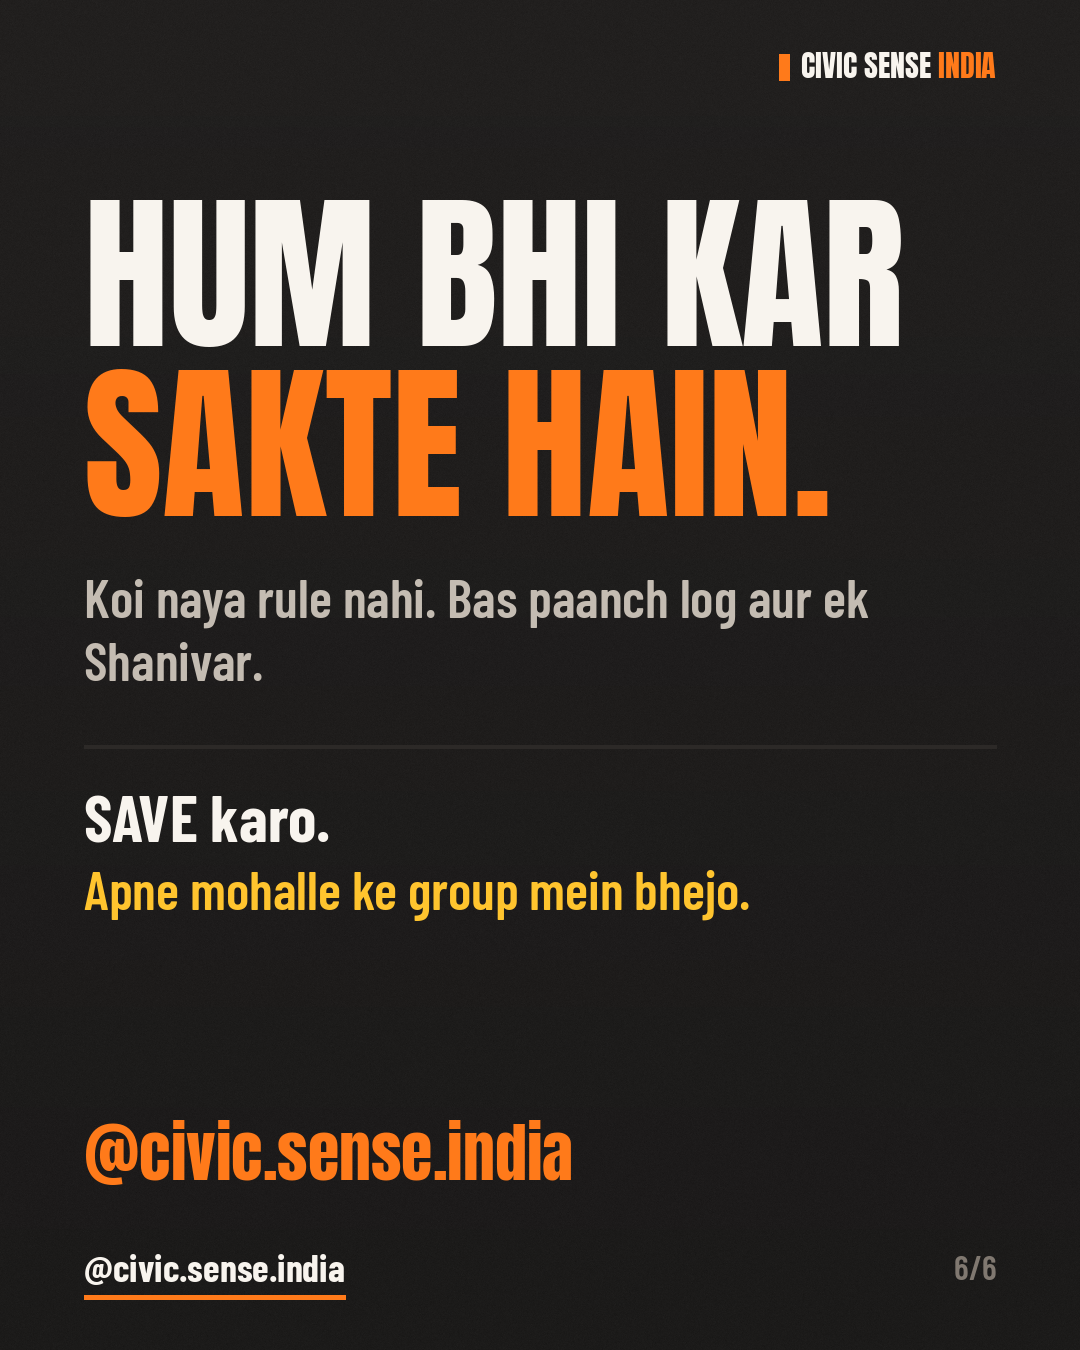 CIVIC SENSE INDIA
HUM BHI KAR
SAKTE HAIN.
Koi naya rule nahi. Bas paanch log aur ek
Shanivar.
SAVE karo.
Apne mohalle ke group mein bhejo.
@civic.sense.india
@civic.sense.india
6/6